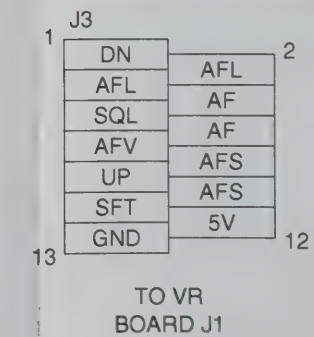 J3
1
2
DN
AFL
AFL
AF
SQL
AF
AFV
AFS
UP
AFS
SFT
5V
GND
12
13
TO VR
BOARD J1